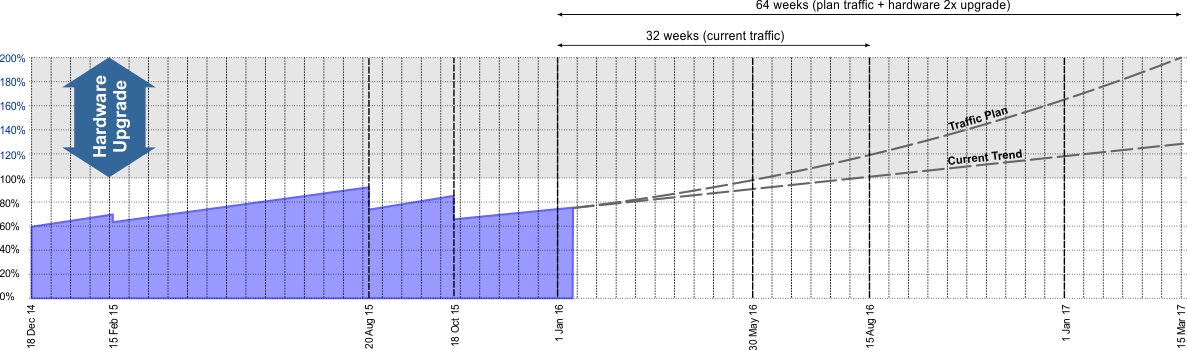 64 weeks (plan traffic + hardware 2x upgrade)
32 weeks (current traffic)
200%
180%
160%
140%
120%
100%
80%
60%
40%
20%
0%
Hardware
Upgrade
Traffic Plan
Current Trend
18 Dec 14
15 Feb 15
20 Aug 15
18 Oct 15
1 Jan 16
30 May 16
15 Aug 16
1 Jan 17
15 Mar 17